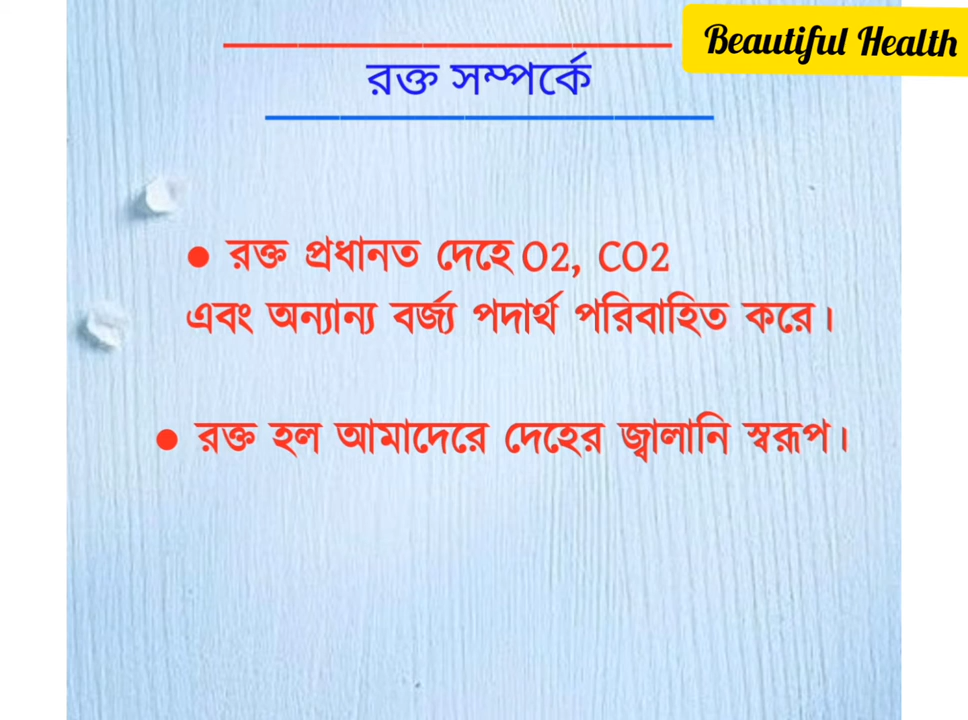 Beautiful Health
রক্ত সম্পর্কে
• রক্ত প্রধানত দেহে O2, CO2
এবং অন্যান্য বর্জ্য পদার্থ পরিবাহিত করে।
• রক্ত হল আমাদেরে দেহের জ্বালানি স্বরূপ।